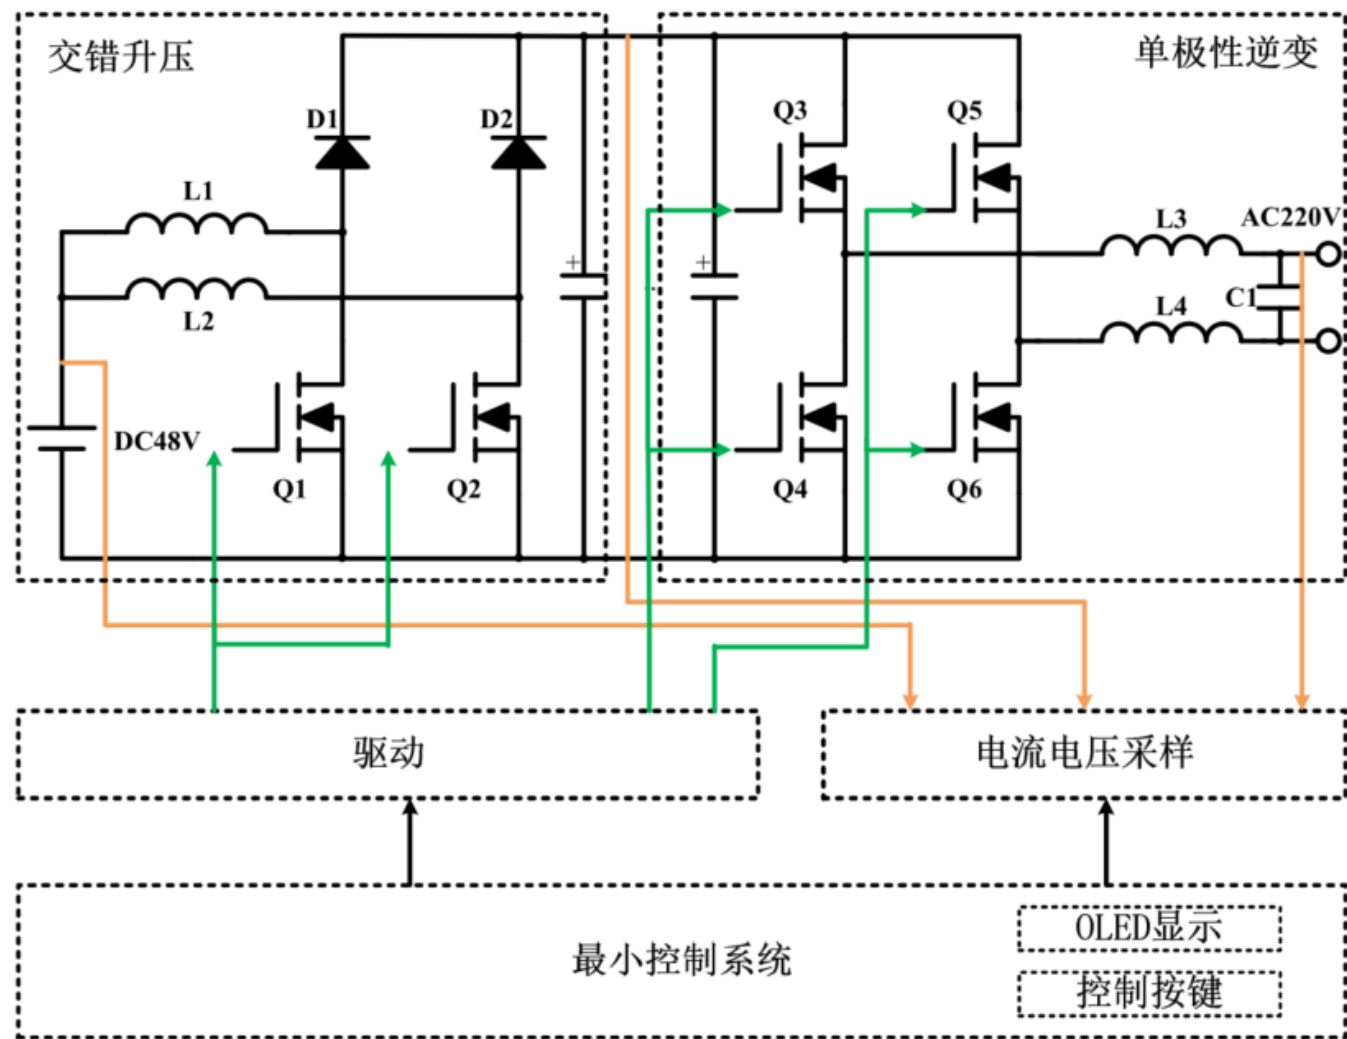 交错升压
单极性逆变
D1
D2
Q3
Q5
L1
L2
L3
AC220V
+
+
C1
L4
DC48V
Q1
Q2
Q4
Q6
驱动
电流电压采样
最小控制系统
OLED显示
控制按键